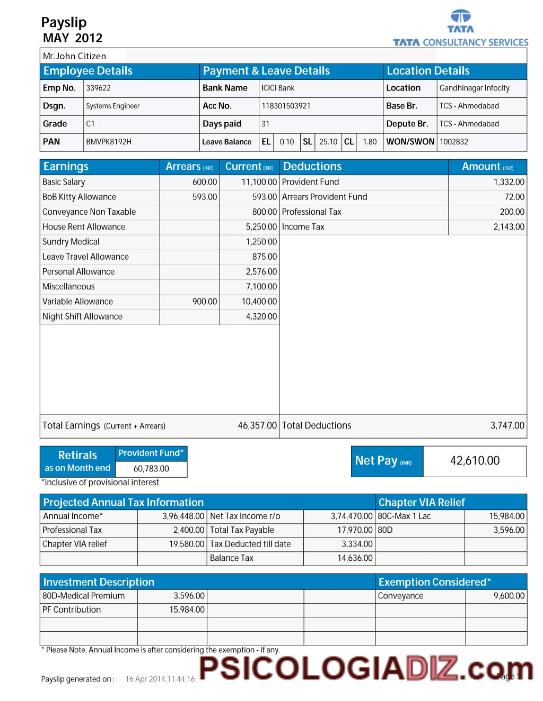 Payslip
MAY 2012
TATA
TATA CONSULTANCY SERVICES
Mr.John Citizen
Employee Details Payment & Leave Details Location Details
Emp No. 339622 Bank Name ICICI Bank Location Gandhinagar Infocity
Dsgn. Systems Engineer Acc No. 118301503921 Base Br. TCS - Ahmedabad
Grade C1 Days paid 31 Depute Br. TCS - Ahmedabad
PAN BMVPK8192H Leave Balance EL 0.10 SL 25.10 CL 1.80 WON/SWON 1002832
Earnings Arrears (INR) Current (INR) Deductions Amount (INR)
Basic Salary 600.00 11,100.00 Provident Fund 1,332.00
BoB Kitty Allowance 593.00 593.00 Arrears Provident Fund 72.00
Conveyance Non Taxable 800.00 Professional Tax 200.00
House Rent Allowance 5,250.00 Income Tax 2,143.00
Sundry Medical 1,250.00
Leave Travel Allowance 875.00
Personal Allowance 2,576.00
Miscellaneous 7,100.00
Variable Allowance 900.00 10,400.00
Night Shift Allowance 4,320.00
Total Earnings (Current + Arrears) 46,357.00 Total Deductions 3,747.00
Retirals as on Month end Provident Fund* 60,783.00
Net Pay (INR) 42,610.00
*inclusive of provisional interest
Projected Annual Tax Information Chapter VIA Relief
Annual Income* 3,96,448.00 Net Tax Income r/o 3,74,470.00 80C-Max 1 Lac 15,984.00
Professional Tax 2,400.00 Total Tax Payable 17,970.00 80D 3,596.00
Chapter VIA relief 19,580.00 Tax Deducted till date 3,334.00
Balance Tax 14,636.00
Investment Description Exemption Considered*
80D-Medical Premium 3,596.00 Conveyance 9,600.00
PF Contribution 15,984.00
* Please Note, Annual Income is after considering the exemption - if any.
Payslip generated on : 16 Apr 2014,11:44:16
PSICOLOGIADIZ.com